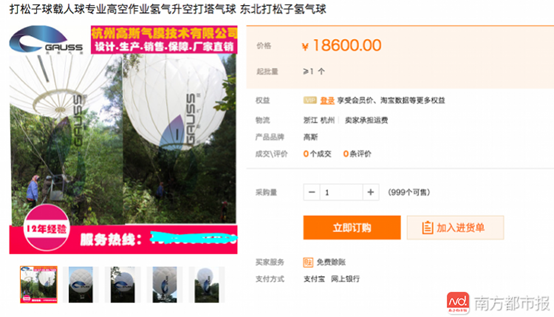 打松子球载人球专业高空作业氢气升空打塔气球 东北打松子氢气球
GAUSS
杭州高斯气膜技术有限公司
设计·生产·销售·保障·厂家直销
GAUSS
12年经验
服务热线:
价格 ¥ 18600.00
起批量 ≥1 个
权益 登录 享受会员价、淘宝数据等更多权益
物流 浙江 杭州 卖家承担运费
产品品牌 高斯
成交\评价 0个成交 0条评价
采购量 - 1 + (999个可售)
立即订购 加入进货单
买家服务 免费赊账
支付方式 支付宝 网上银行
南方都市报